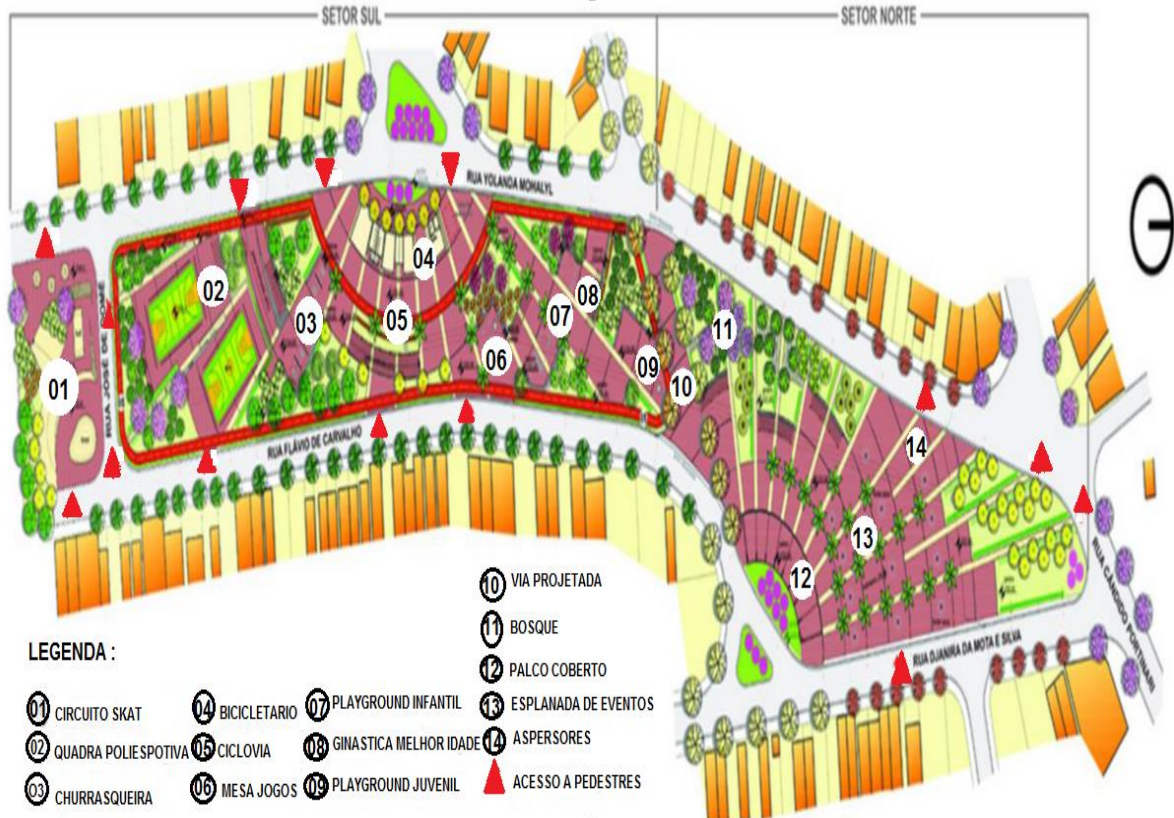 SETOR SUL
SETOR NORTE
RUA YOLANDA MOHALYL
RUA JOSÉ DE
RUA FLÁVIO DE CARVALHO
RUA CÂNDIDO PORTINARI
RUA DJANIRA DA MOTA E SILVA
01
02
03
04
05
06
07
08
09
10
11
12
13
14
LEGENDA :
01 CIRCUITO SKAT
02 QUADRA POLIESPOTIVA
03 CHURRASQUEIRA
04 BICICLETARIO
05 CICLOVIA
06 MESA JOGOS
07 PLAYGROUND INFANTIL
08 GINASTICA MELHOR IDADE
09 PLAYGROUND JUVENIL
10 VIA PROJETADA
11 BOSQUE
12 PALCO COBERTO
13 ESPLANADA DE EVENTOS
14 ASPERSORES
ACESSO A PEDESTRES